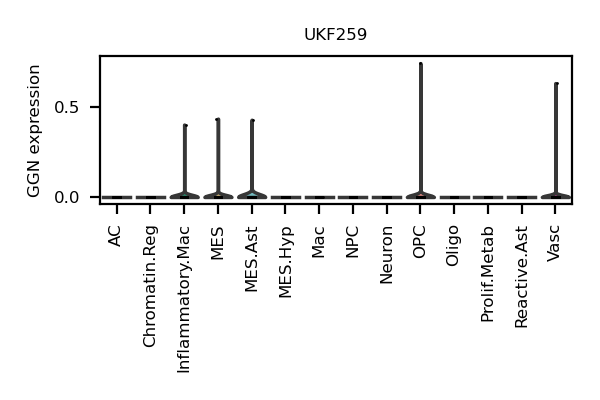 UKF259
GGN expression
0.5
0.0
AC
Chromatin.Reg
Inflammatory.Mac
MES
MES.Ast
MES.Hyp
Mac
NPC
Neuron
OPC
Oligo
Prolif.Metab
Reactive.Ast
Vasc